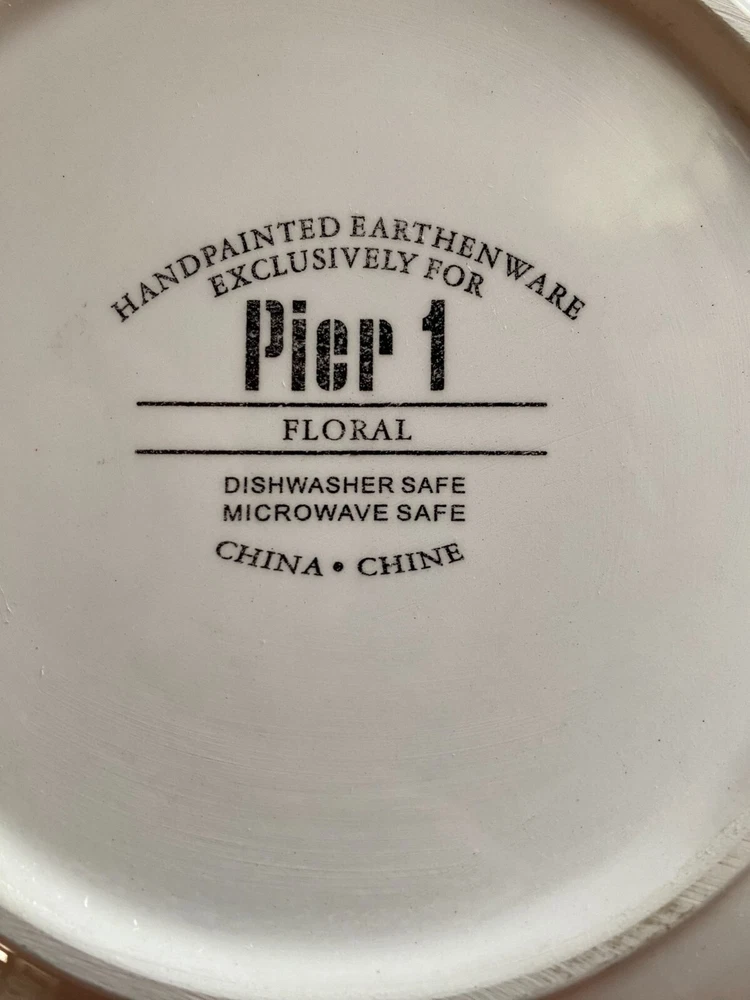 HANDPAINTED EARTHENWARE
EXCLUSIVELY FOR
Pier 1
FLORAL
DISHWASHER SAFE
MICROWAVE SAFE
CHINA • CHINE